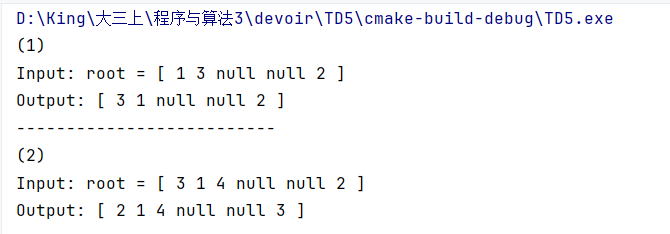 D:\King\大三上\程序与算法3\devoir\TD5\cmake-build-debug\TD5.exe
(1)
Input: root = [ 1 3 null null 2 ]
Output: [ 3 1 null null 2 ]
--------------------------
(2)
Input: root = [ 3 1 4 null null 2 ]
Output: [ 2 1 4 null null 3 ]